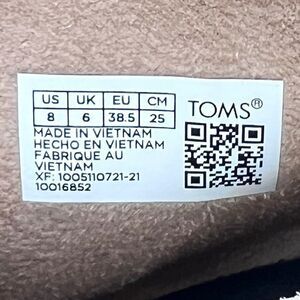 US UK EU CM
8 6 38.5 25
TOMS®
MADE IN VIETNAM
HECHO EN VIETNAM
FABRIQUE AU
VIETNAM
XF: 1005110721-21
10016852